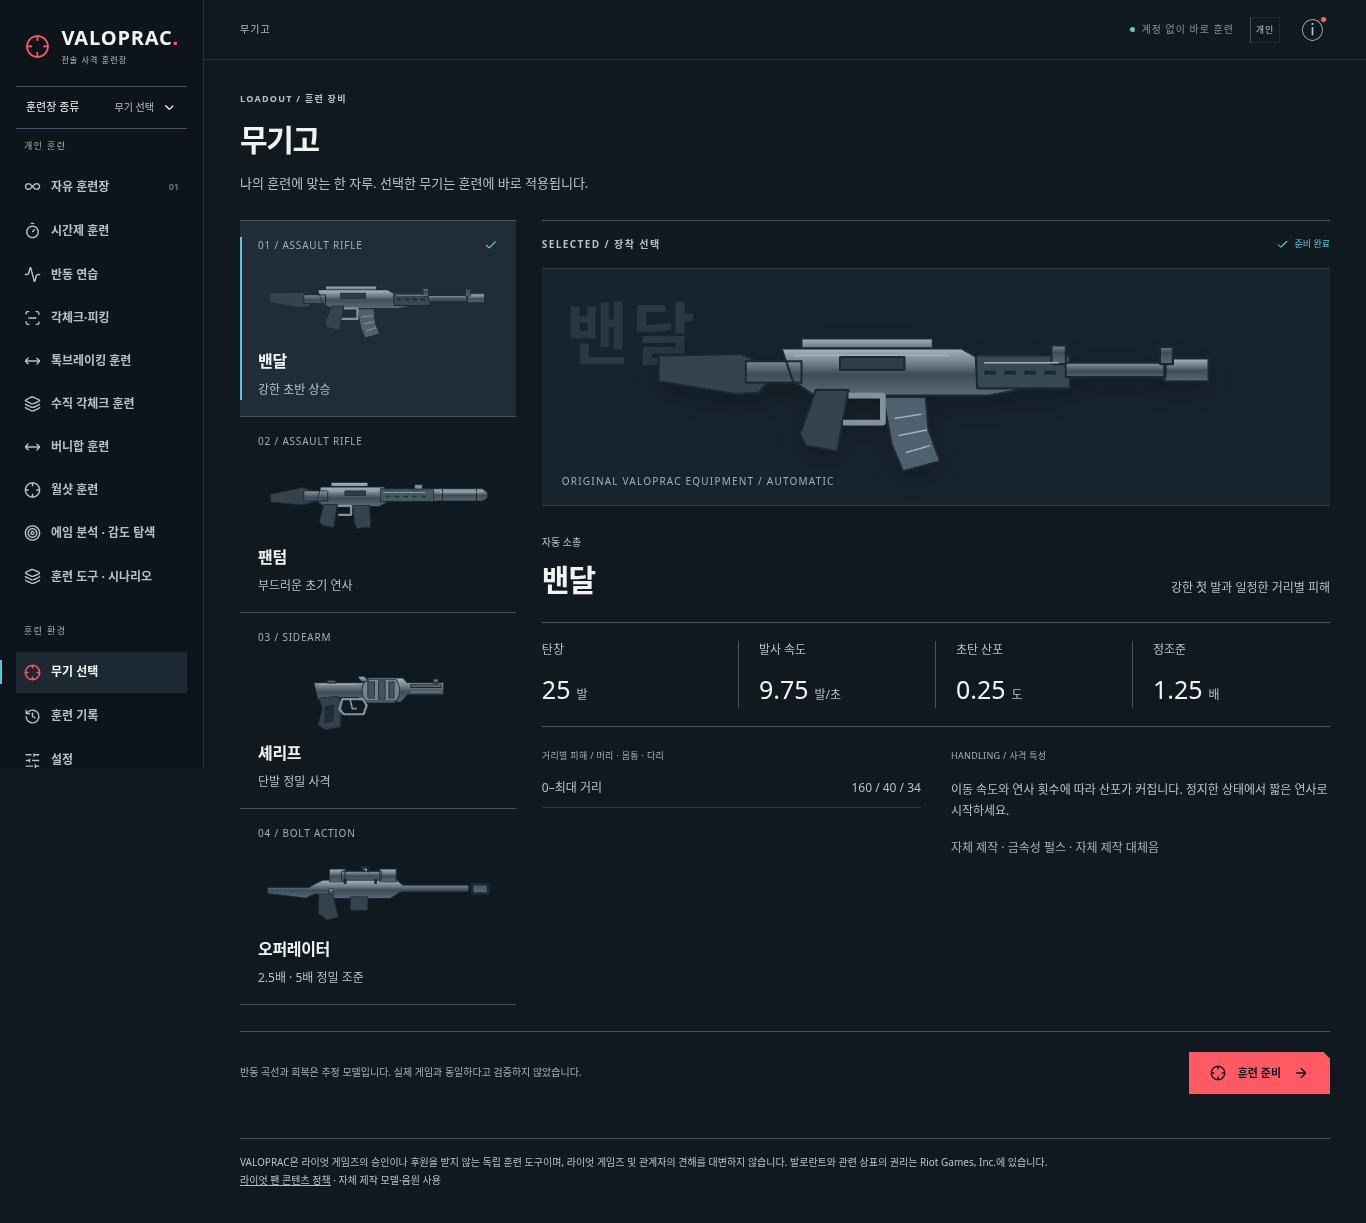 VALOPRAC.
전술 사격 훈련장
훈련장 종류 무기 선택
개인 훈련
자유 훈련장 01
시간제 훈련
반동 연습
각체크·피킹
톡브레이킹 훈련
수직 각체크 훈련
버니합 훈련
월샷 훈련
에임 분석 · 감도 탐색
훈련 도구 · 시나리오
훈련 환경
무기 선택
훈련 기록
설정
무기고
계정 없이 바로 훈련 개인
LOADOUT / 훈련 장비
무기고
나의 훈련에 맞는 한 자루. 선택한 무기는 훈련에 바로 적용됩니다.
01 / ASSAULT RIFLE
밴달
강한 초반 상승
02 / ASSAULT RIFLE
팬텀
부드러운 초기 연사
03 / SIDEARM
셰리프
단발 정밀 사격
04 / BOLT ACTION
오퍼레이터
2.5배 · 5배 정밀 조준
SELECTED / 장착 선택 준비 완료
밴달
ORIGINAL VALOPRAC EQUIPMENT / AUTOMATIC
자동 소총
밴달
강한 첫 발과 일정한 거리별 피해
탄창 발사 속도 초탄 산포 정조준
25 발 9.75 발/초 0.25 도 1.25 배
거리별 피해 / 머리 · 몸통 · 다리
0–최대 거리 160 / 40 / 34
HANDLING / 사격 특성
이동 속도와 연사 횟수에 따라 산포가 커집니다. 정지한 상태에서 짧은 연사로
시작하세요.
자체 제작 · 금속성 펄스 · 자체 제작 대체음
반동 곡선과 회복은 추정 모델입니다. 실제 게임과 동일하다고 검증하지 않았습니다.
훈련 준비
VALOPRAC은 라이엇 게임즈의 승인이나 후원을 받지 않는 독립 훈련 도구이며, 라이엇 게임즈 및 관계자의 견해를 대변하지 않습니다. 발로란트와 관련 상표의 권리는 Riot Games, Inc.에 있습니다.
라이엇 팬 콘텐츠 정책 · 자체 제작 모델·음원 사용